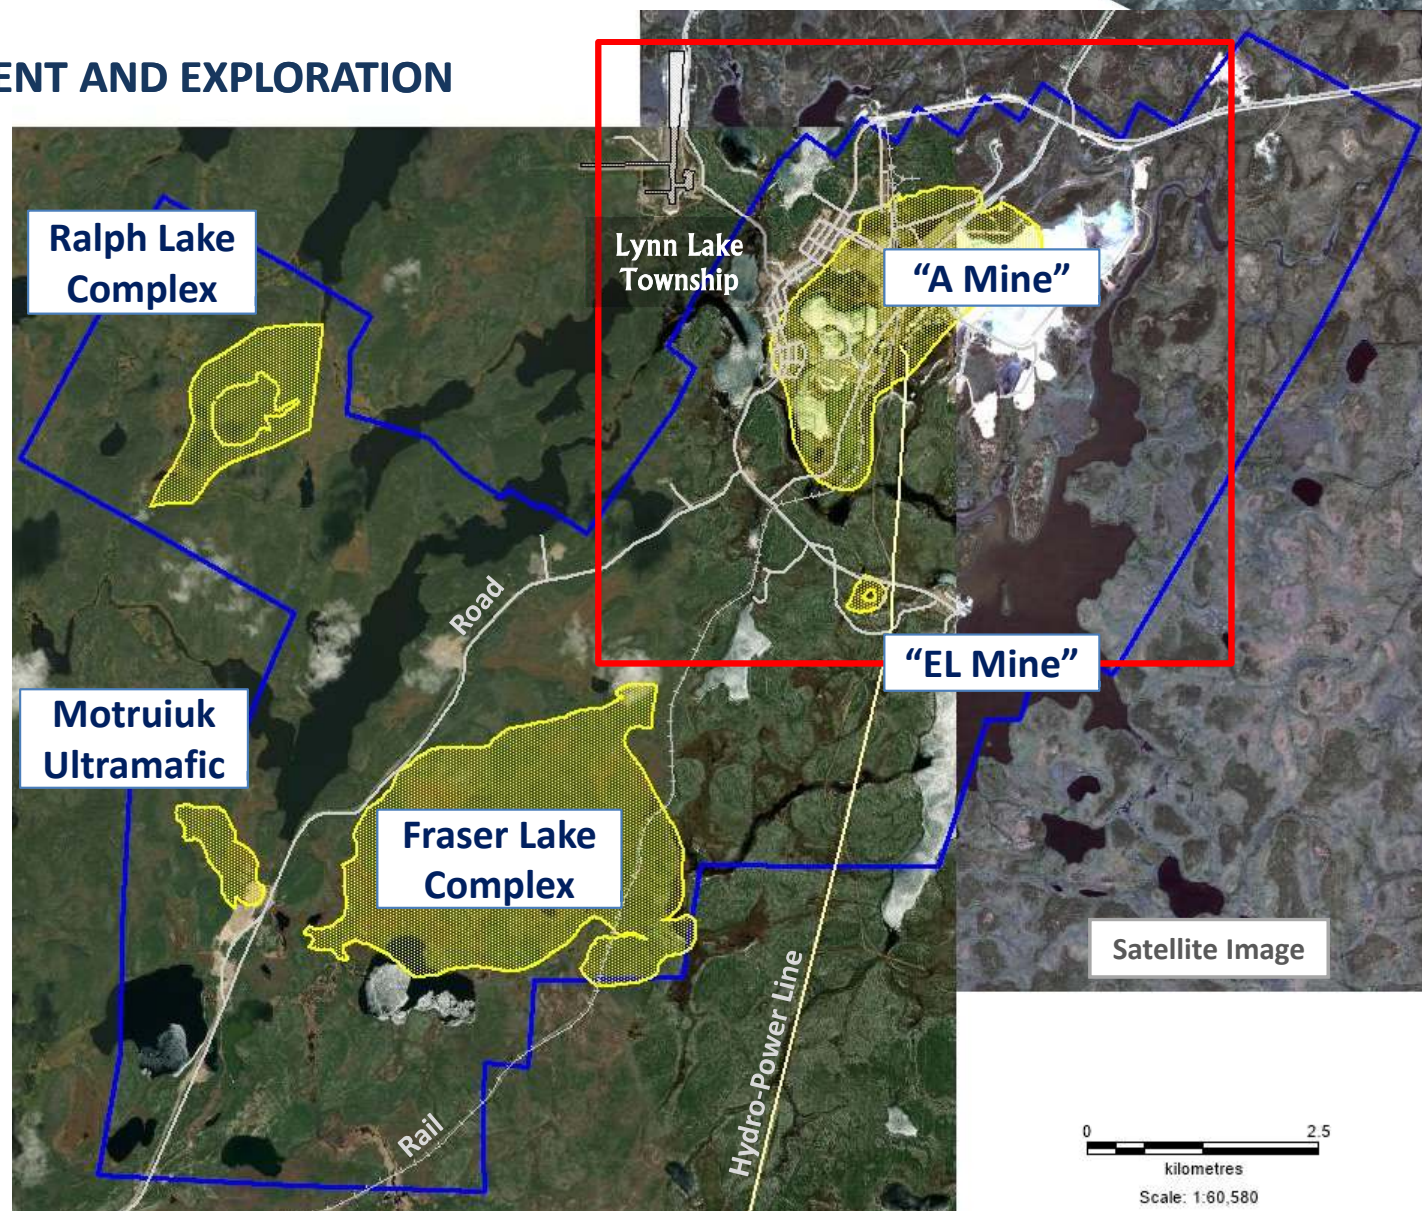 ENT AND EXPLORATION
Ralph Lake
Complex
Lynn Lake
Township
“A Mine”
Road
“EL Mine”
Motruiuk
Ultramafic
Fraser Lake
Complex
Satellite Image
Hydro-Power Line
Rail
0 2.5
kilometres
Scale: 1:60,580